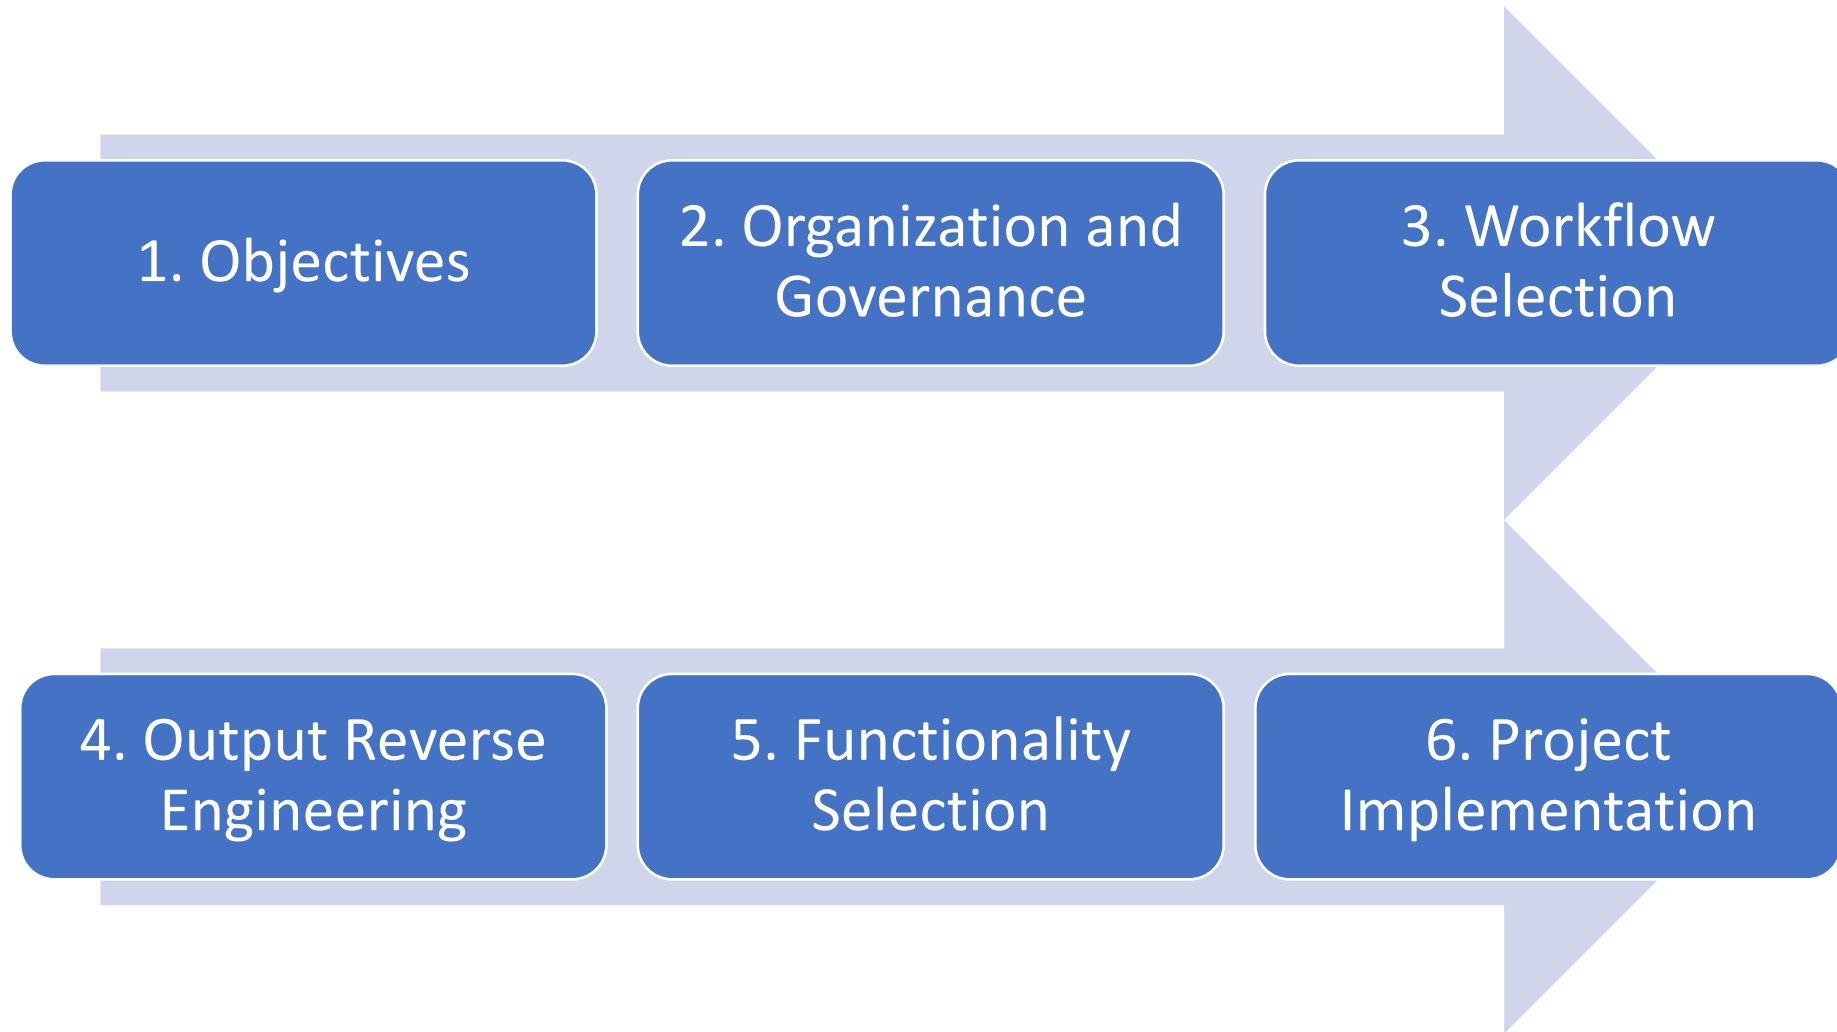 1. Objectives
2. Organization and
Governance
3. Workflow
Selection
4. Output Reverse
Engineering
5. Functionality
Selection
6. Project
Implementation